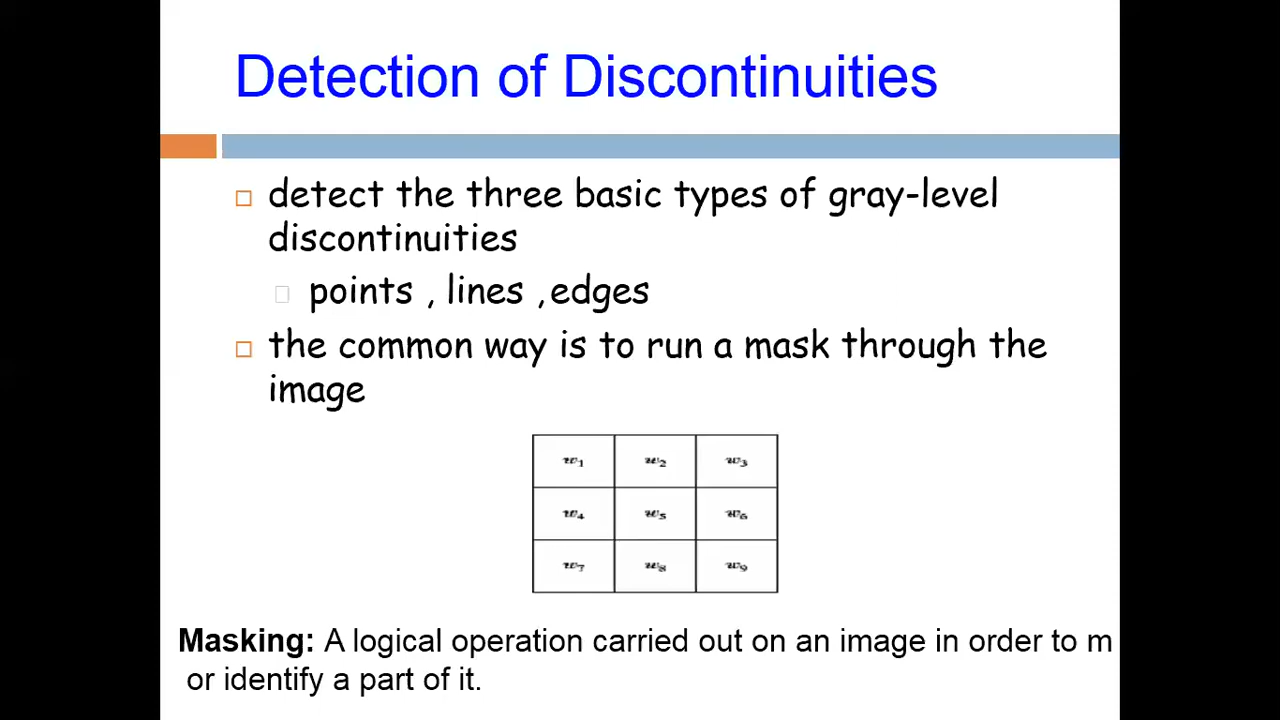 Detection of Discontinuities
detect the three basic types of gray-level
discontinuities
points , lines ,edges
the common way is to run a mask through the
image
w1 w2 w3
w4 w5 w6
w7 w8 w9
Masking: A logical operation carried out on an image in order to m
or identify a part of it.